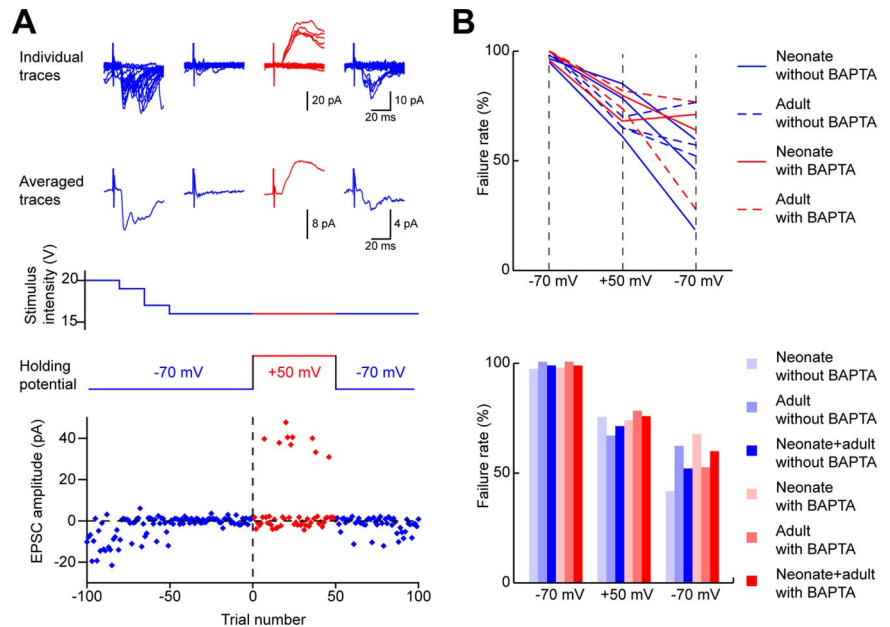 A
Individual
traces
20 pA
10 pA
20 ms
Averaged
traces
8 pA
4 pA
20 ms
Stimulus
intensity (V)
20
15
Holding
potential
-70 mV
+50 mV
-70 mV
EPSC amplitude (pA)
40
20
0
-20
-100
-50
0
50
100
Trial number
B
Failure rate (%)
100
50
0
-70 mV
+50 mV
-70 mV
Neonate
without BAPTA
Adult
without BAPTA
Neonate
with BAPTA
Adult
with BAPTA
Failure rate (%)
100
50
0
-70 mV
+50 mV
-70 mV
Neonate
without BAPTA
Adult
without BAPTA
Neonate+adult
without BAPTA
Neonate
with BAPTA
Adult
with BAPTA
Neonate+adult
with BAPTA